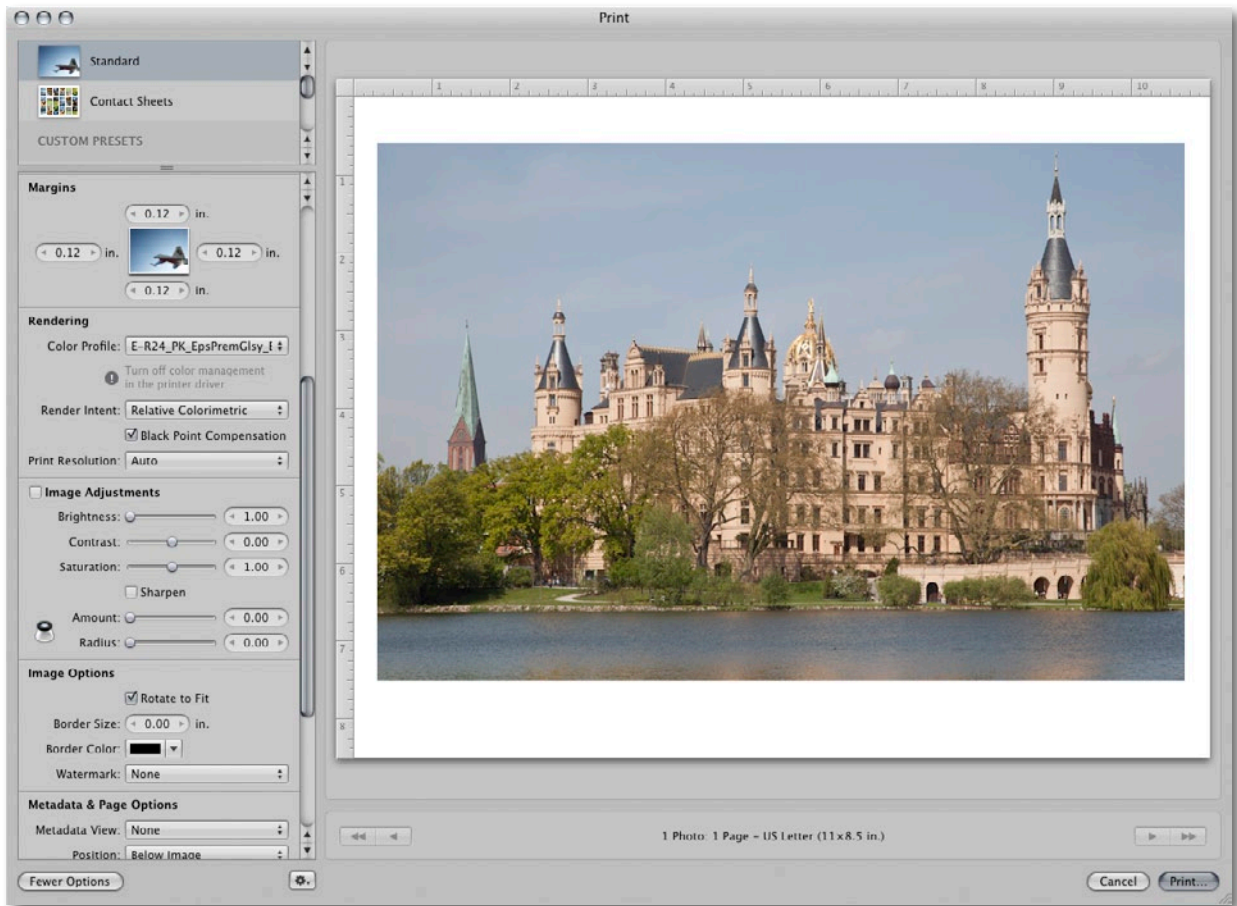 Print
Standard
Contact Sheets
CUSTOM PRESETS
Margins
0.12 in.
0.12 in. 0.12 in.
0.12 in.
Rendering
Color Profile: E-R24_PK_EpsPremGlsy_E
Turn off color management
in the printer driver
Render Intent: Relative Colorimetric
Black Point Compensation
Print Resolution: Auto
Image Adjustments
Brightness: 1.00
Contrast: 0.00
Saturation: 1.00
Sharpen
Amount: 0.00
Radius: 0.00
Image Options
Rotate to Fit
Border Size: 0.00 in.
Border Color:
Watermark: None
Metadata & Page Options
Metadata View: None
Position: Below Image
Fewer Options
1 2 3 4 5 6 7 8 9 10
1
2
3
4
5
6
7
8
1 Photo: 1 Page – US Letter (11×8.5 in.)
Cancel Print...